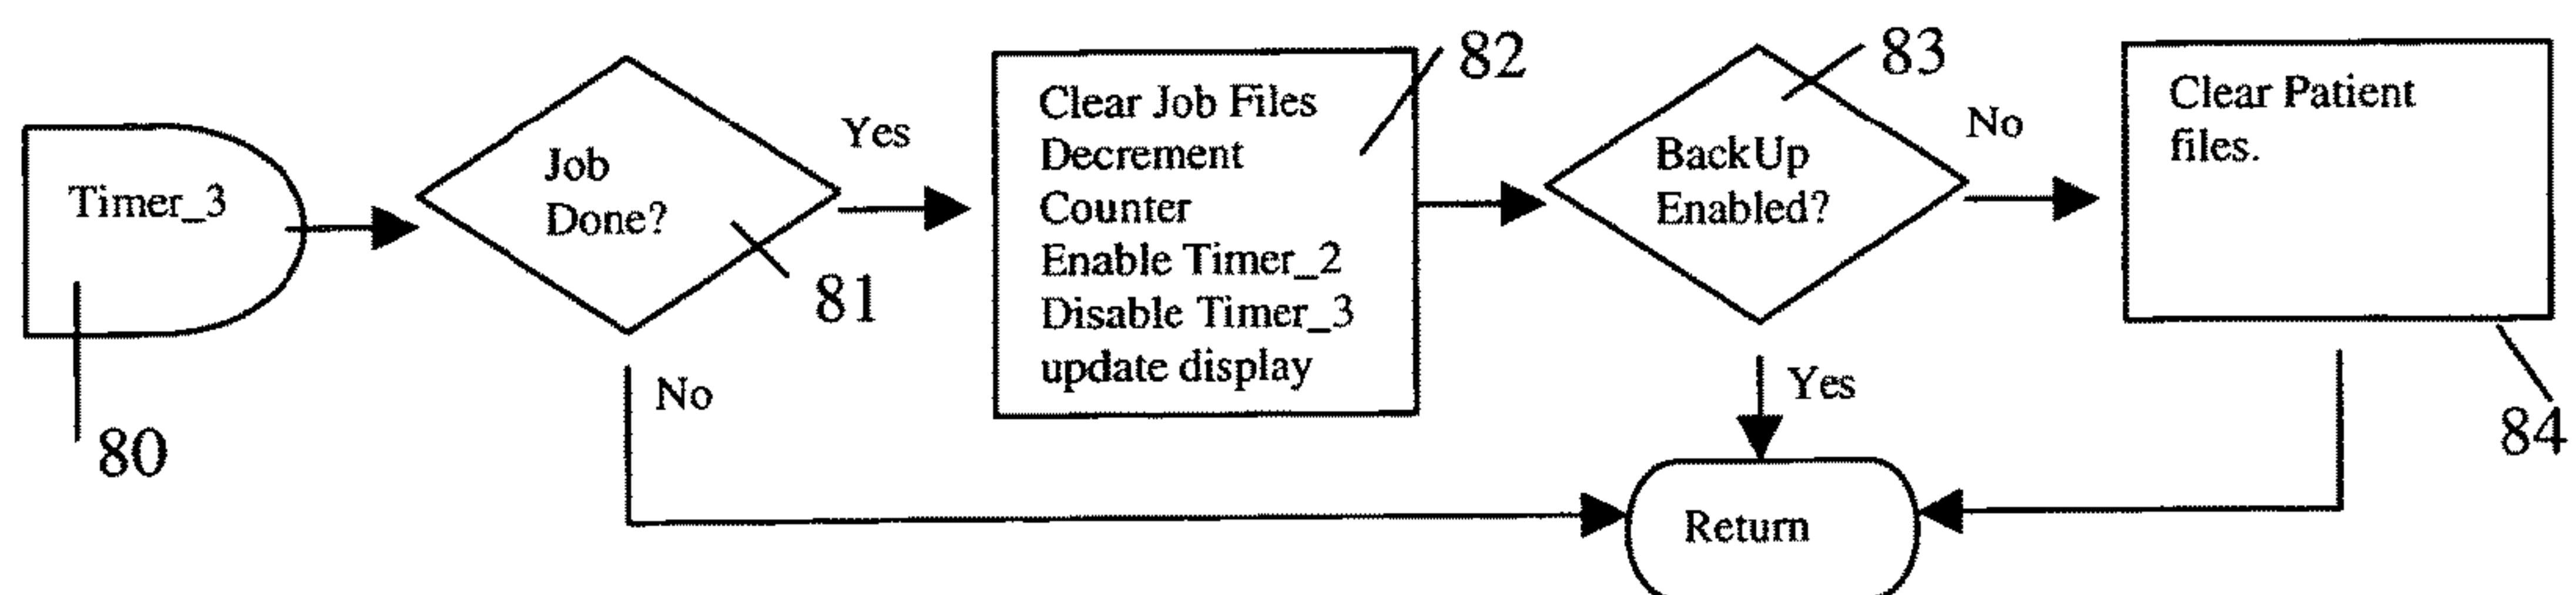 Timer_3
80
Job
Done?
81
Yes
No
Clear Job Files
Decrement
Counter
Enable Timer_2
Disable Timer_3
update display
82
BackUp
Enabled?
83
No
Yes
Clear Patient
files.
84
Return